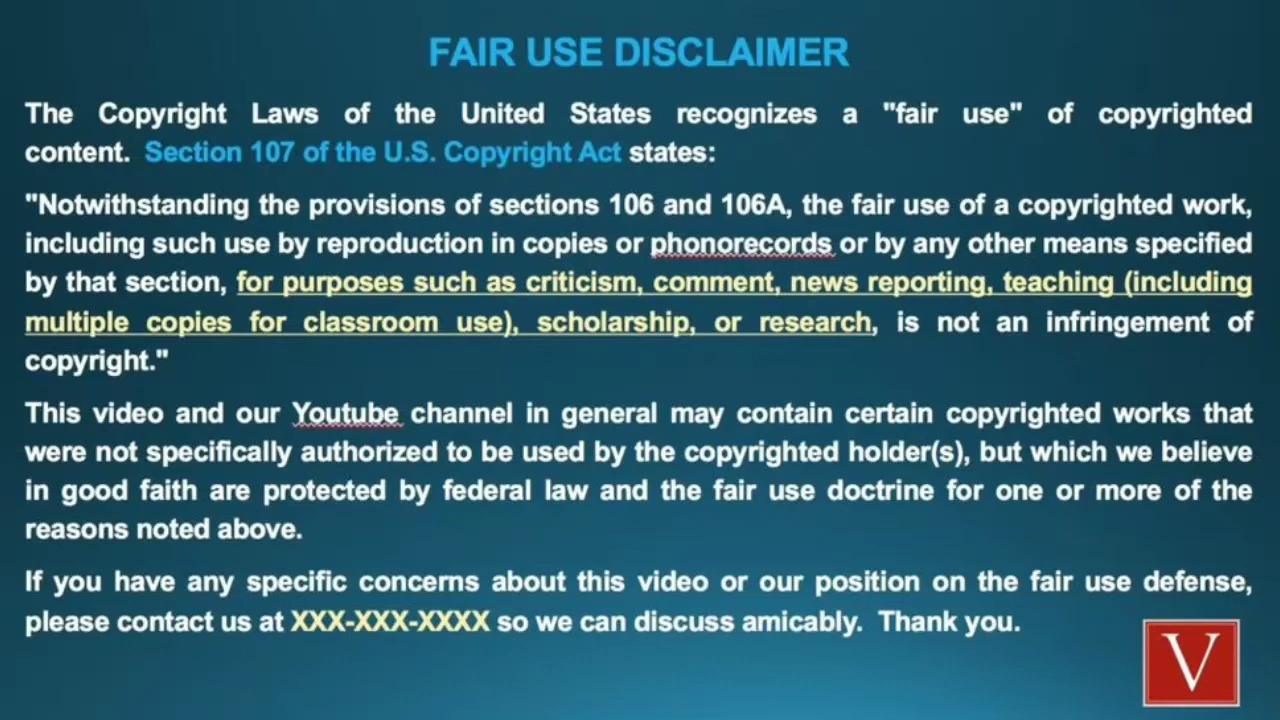 FAIR USE DISCLAIMER
The Copyright Laws of the United States recognizes a "fair use" of copyrighted
content. Section 107 of the U.S. Copyright Act states:
"Notwithstanding the provisions of sections 106 and 106A, the fair use of a copyrighted work,
including such use by reproduction in copies or phonorecords or by any other means specified
by that section, for purposes such as criticism, comment, news reporting, teaching (including
multiple copies for classroom use), scholarship, or research, is not an infringement of
copyright."
This video and our Youtube channel in general may contain certain copyrighted works that
were not specifically authorized to be used by the copyrighted holder(s), but which we believe
in good faith are protected by federal law and the fair use doctrine for one or more of the
reasons noted above.
If you have any specific concerns about this video or our position on the fair use defense,
please contact us at XXX-XXX-XXXX so we can discuss amicably. Thank you.
V